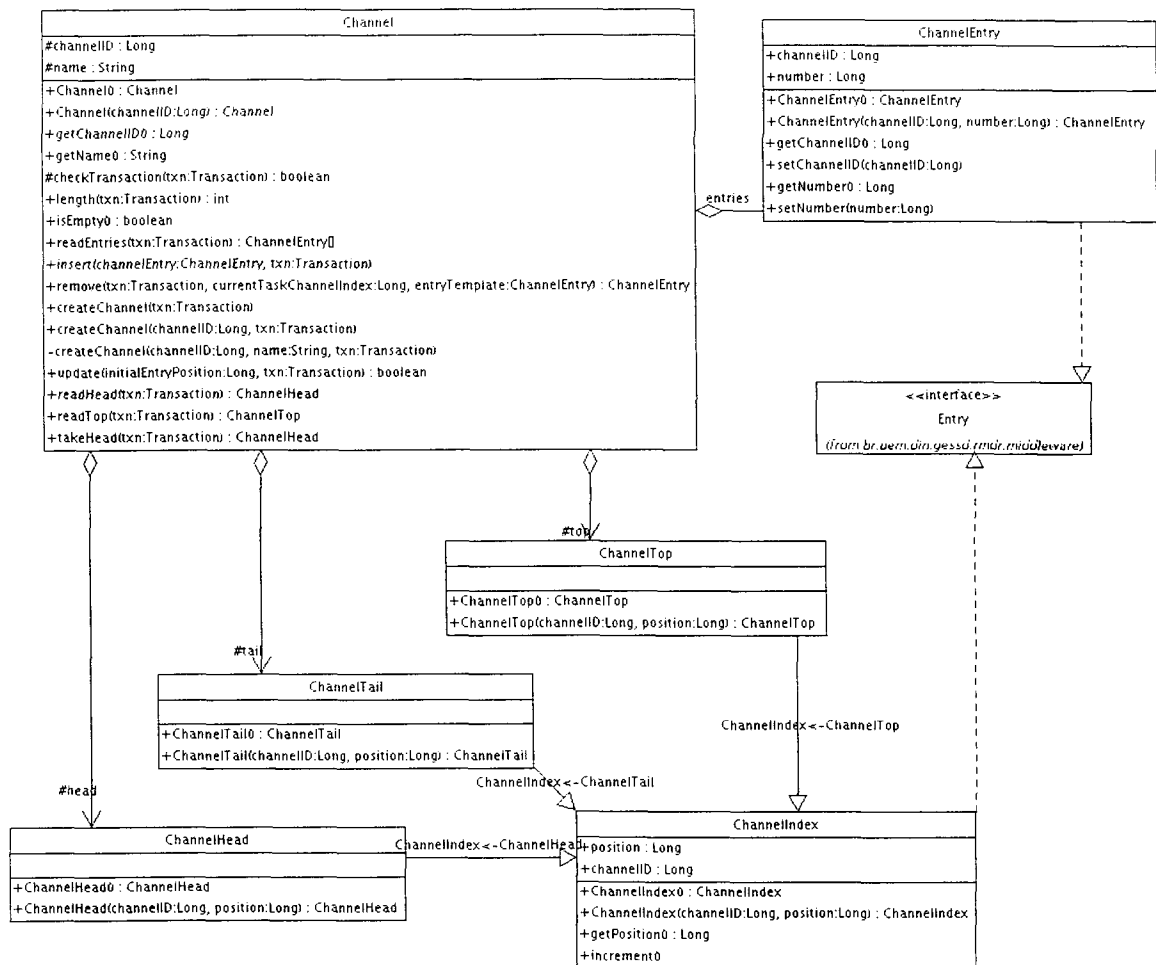 Channel
#channelID : Long
#name : String
+Channel() : Channel
+Channel(channelID:Long) : Channel
+getChannelID() : Long
+getName() : String
#checkTransaction(txn:Transaction) : boolean
+length(txn:Transaction) : int
+isEmpty() : boolean
+readEntries(txn:Transaction) : ChannelEntry[]
+insert(channelEntry:ChannelEntry, txn:Transaction)
+remove(txn:Transaction, currentTaskChannelIndex:Long, entryTemplate:ChannelEntry) : ChannelEntry
+createChannel(txn:Transaction)
+createChannel(channelID:Long, txn:Transaction)
-createChannel(channelID:Long, name:String, txn:Transaction)
+update(initialEntryPosition:Long, txn:Transaction) : boolean
+readHead(txn:Transaction) : ChannelHead
+readTop(txn:Transaction) : ChannelTop
+takeHead(txn:Transaction) : ChannelHead
entries
ChannelEntry
+channelID : Long
+number : Long
+ChannelEntry() : ChannelEntry
+ChannelEntry(channelID:Long, number:Long) : ChannelEntry
+getChannelID() : Long
+setChannelID(channelID:Long)
+getNumber() : Long
+setNumber(number:Long)
<<interface>>
Entry
(from br.uem.din.gessd.rmdr.middleware)
#top
ChannelTop
+ChannelTop() : ChannelTop
+ChannelTop(channelID:Long, position:Long) : ChannelTop
#tail
ChannelTail
+ChannelTail() : ChannelTail
+ChannelTail(channelID:Long, position:Long) : ChannelTail
ChannelIndex<-ChannelTop
ChannelIndex<-ChannelTail
#head
ChannelHead
+ChannelHead() : ChannelHead
+ChannelHead(channelID:Long, position:Long) : ChannelHead
ChannelIndex<-ChannelHead
ChannelIndex
+position : Long
+channelID : Long
+ChannelIndex() : ChannelIndex
+ChannelIndex(channelID:Long, position:Long) : ChannelIndex
+getPosition() : Long
+increment()